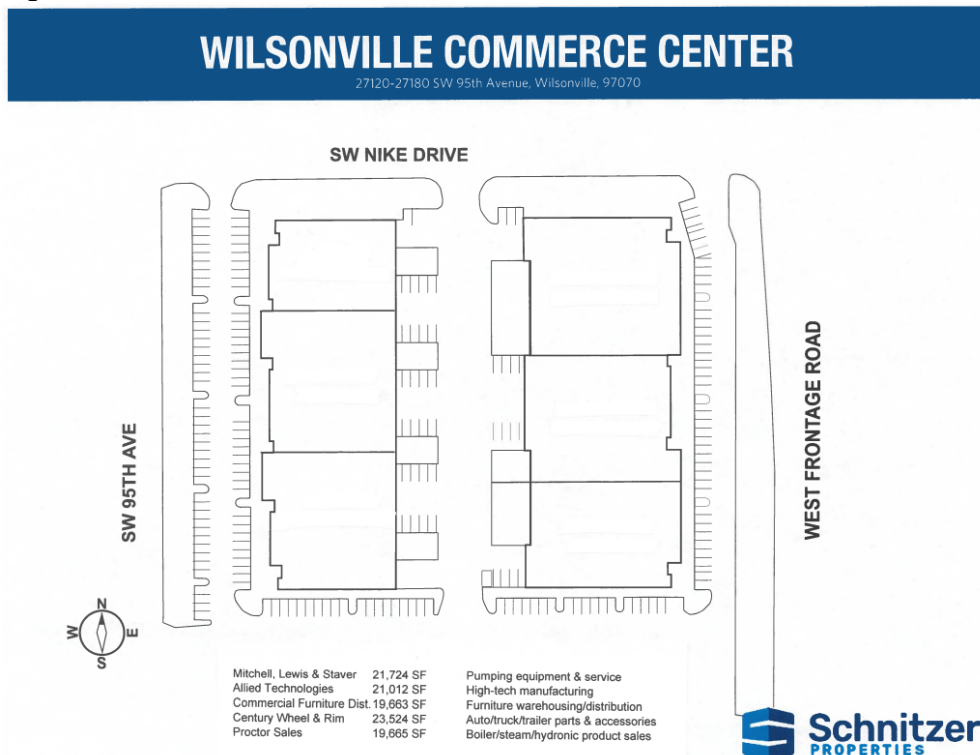 WILSONVILLE COMMERCE CENTER
27120-27180 SW 95th Avenue, Wilsonville, 97070
SW NIKE DRIVE
SW 95TH AVE
WEST FRONTAGE ROAD
N
W E
S
Mitchell, Lewis & Staver 21,724 SF Pumping equipment & service
Allied Technologies 21,012 SF High-tech manufacturing
Commercial Furniture Dist. 19,663 SF Furniture warehousing/distribution
Century Wheel & Rim 23,524 SF Auto/truck/trailer parts & accessories
Proctor Sales 19,665 SF Boiler/steam/hydronic product sales
Schnitzer
PROPERTIES